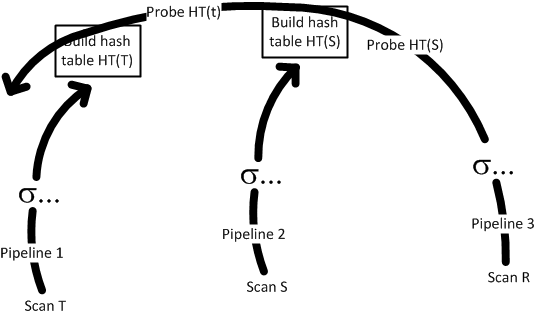 Probe HT(t)
Build hash
table HT(T)
Build hash
table HT(S)
Probe HT(S)
σ...
σ...
σ...
Pipeline 1
Pipeline 2
Pipeline 3
Scan T
Scan S
Scan R